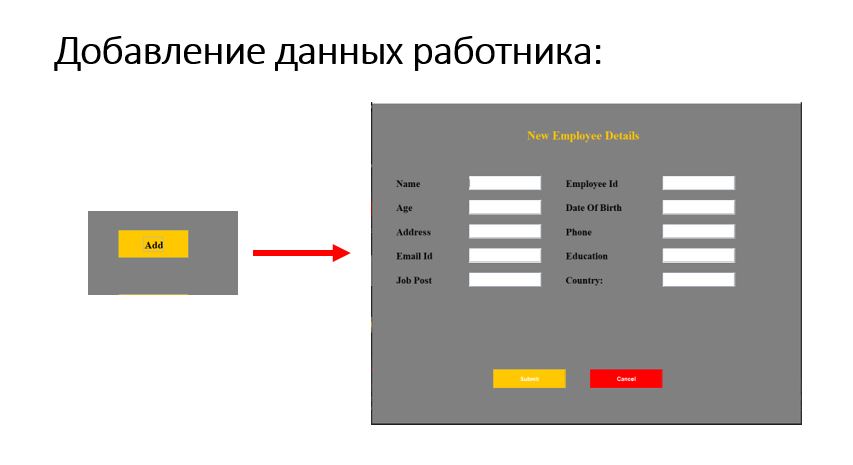 Добавление данных работника:
Add
New Employee Details
Name Employee Id
Age Date Of Birth
Address Phone
Email Id Education
Job Post Country:
Submit Cancel